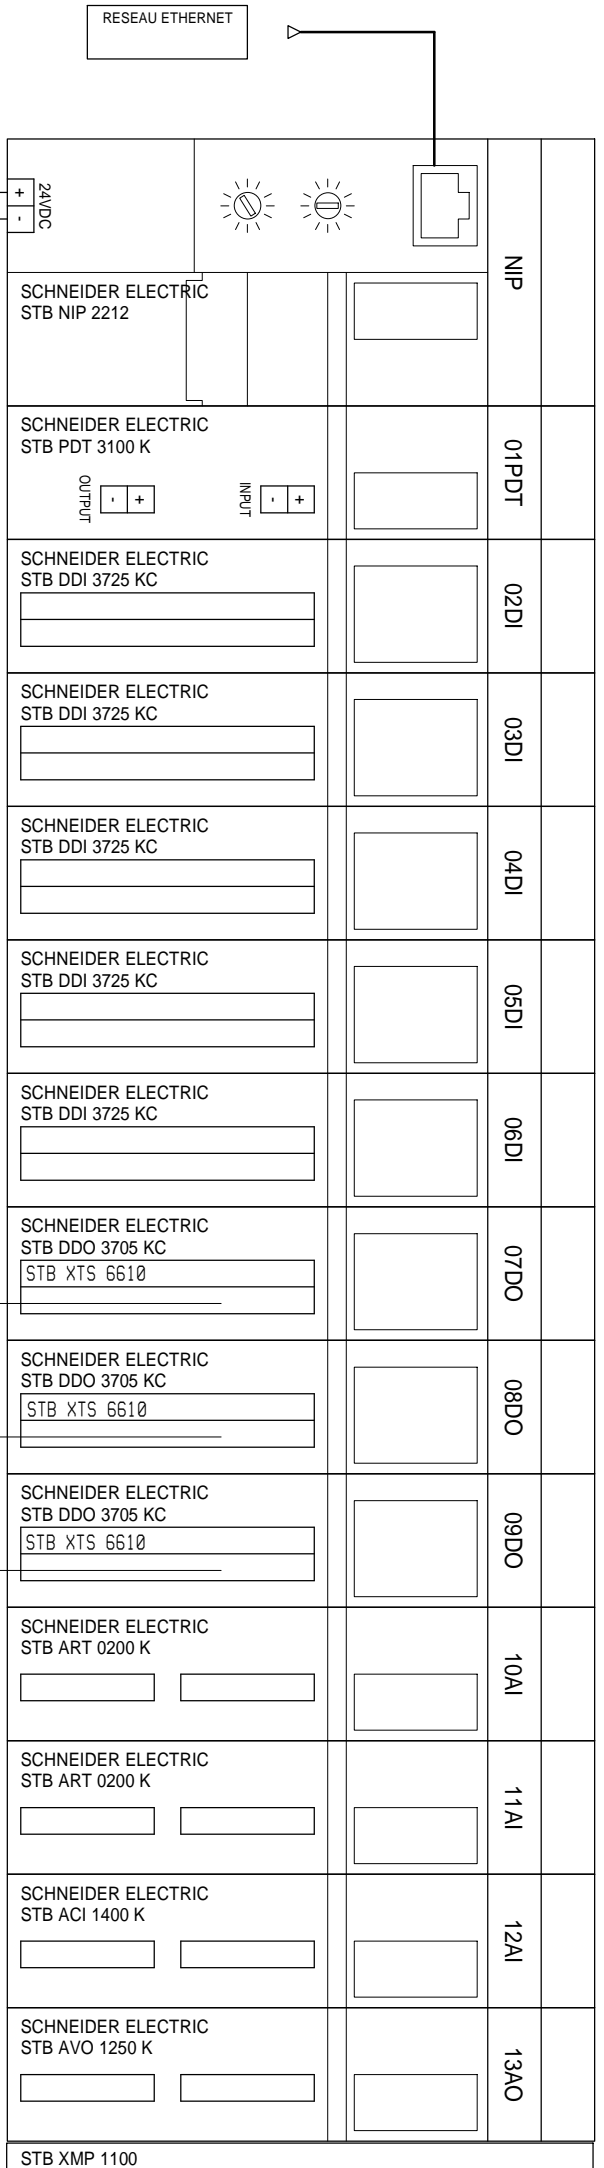 RESEAU ETHERNET
24VDC
+
-
NIP
SCHNEIDER ELECTRIC
STB NIP 2212
SCHNEIDER ELECTRIC
STB PDT 3100 K
OUTPUT
- +
INPUT
- +
01PDT
SCHNEIDER ELECTRIC
STB DDI 3725 KC
02DI
SCHNEIDER ELECTRIC
STB DDI 3725 KC
03DI
SCHNEIDER ELECTRIC
STB DDI 3725 KC
04DI
SCHNEIDER ELECTRIC
STB DDI 3725 KC
05DI
SCHNEIDER ELECTRIC
STB DDI 3725 KC
06DI
SCHNEIDER ELECTRIC
STB DDO 3705 KC
STB XTS 6610
07DO
SCHNEIDER ELECTRIC
STB DDO 3705 KC
STB XTS 6610
08DO
SCHNEIDER ELECTRIC
STB DDO 3705 KC
STB XTS 6610
09DO
SCHNEIDER ELECTRIC
STB ART 0200 K
10AI
SCHNEIDER ELECTRIC
STB ART 0200 K
11AI
SCHNEIDER ELECTRIC
STB ACI 1400 K
12AI
SCHNEIDER ELECTRIC
STB AVO 1250 K
13AO
STB XMP 1100